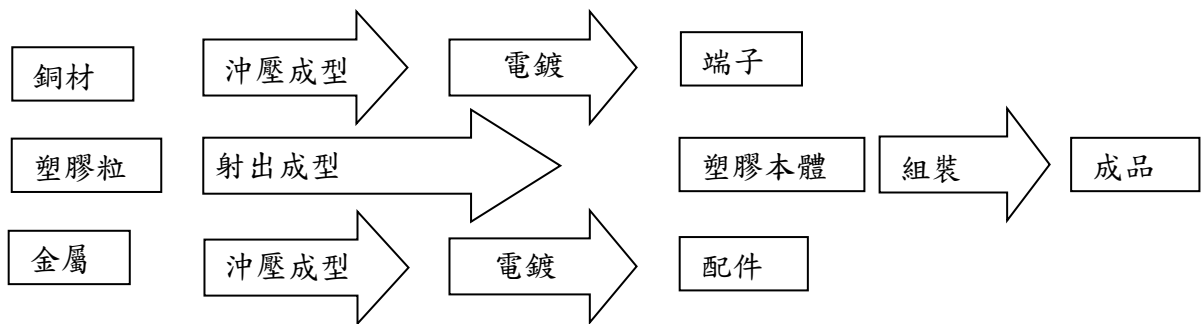 銅材 沖壓成型 電鍍 端子
塑膠粒 射出成型 塑膠本體 組裝 成品
金屬 沖壓成型 電鍍 配件